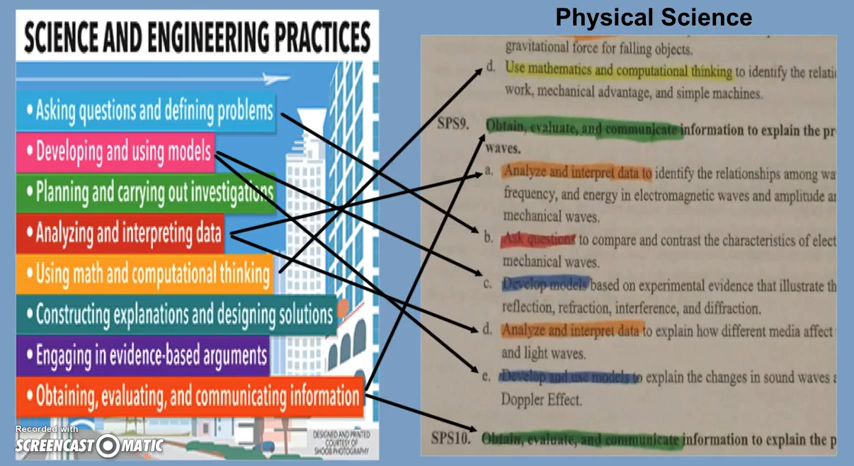 Physical Science
SCIENCE AND ENGINEERING PRACTICES
• Asking questions and defining problems
• Developing and using models
• Planning and carrying out investigations
• Analyzing and interpreting data
• Using math and computational thinking
• Constructing explanations and designing solutions
• Engaging in evidence-based arguments
• Obtaining, evaluating, and communicating information
DESIGNED AND PRINTED
COURTESY OF
SHOOB PHOTOGRAPHY
Recorded with
SCREENCAST MATIC
gravitational force for falling objects.
d. Use mathematics and computational thinking to identify the
work, mechanical advantage, and simple machines.
SPS9. Obtain, evaluate, and communicate information to explain the
waves.
a. Analyze and interpret data to identify the relationships among
frequency, and energy in electromagnetic waves and amplitude
mechanical waves.
b. Ask questions to compare and contrast the characteristics of
mechanical waves.
c. Develop models based on experimental evidence that illustrate
reflection, refraction, interference, and diffraction.
d. Analyze and interpret data to explain how different media affect
and light waves.
e. Develop and use models to explain the changes in sound waves
Doppler Effect.
SPS10. Obtain, evaluate, and communicate information to explain the